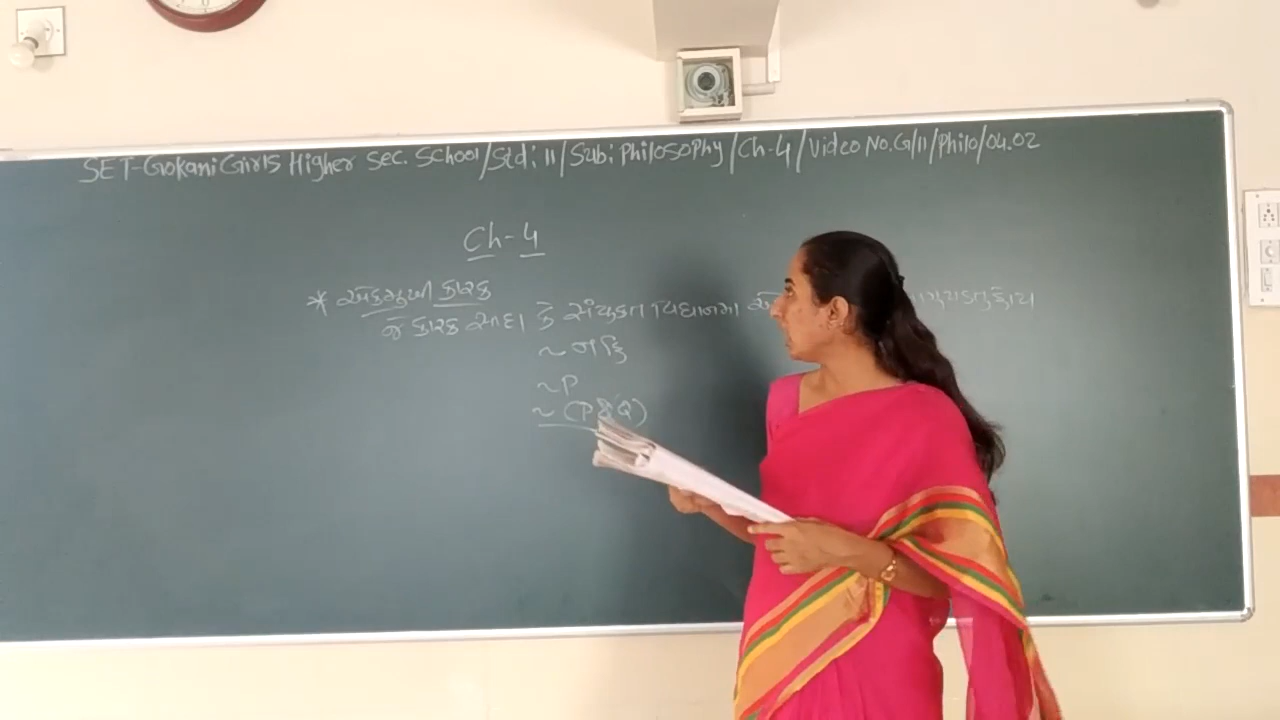 SET-Gokani Girls Higher Sec. School/Std: 11/Sub: Philosophy/Ch-4/Video No.G/11/Philo/04.02
Ch-4
* એકમુખી કારક
જે કારક સાદા કે સંયુક્ત વિધાનમાં
~ નહિ
~ P
~ (P & Q)